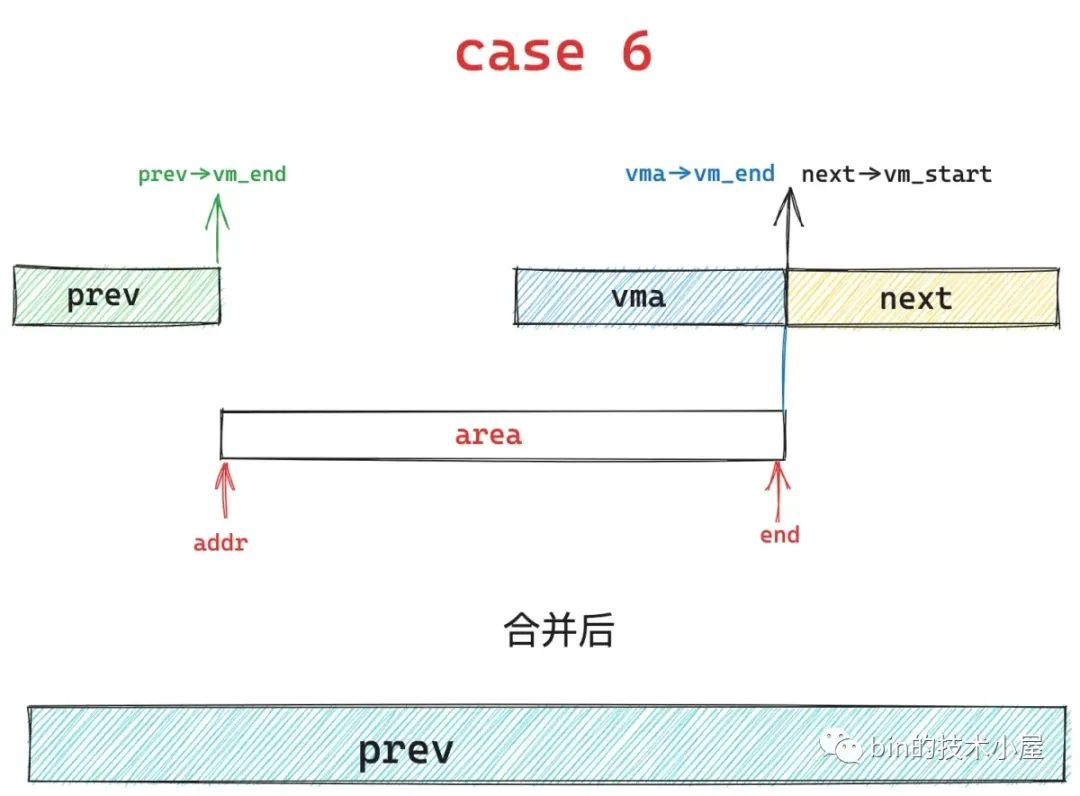 case 6
prev→vm_end
vma→vm_end
next→vm_start
prev
vma
next
area
addr
end
合并后
prev
bin的技术小屋